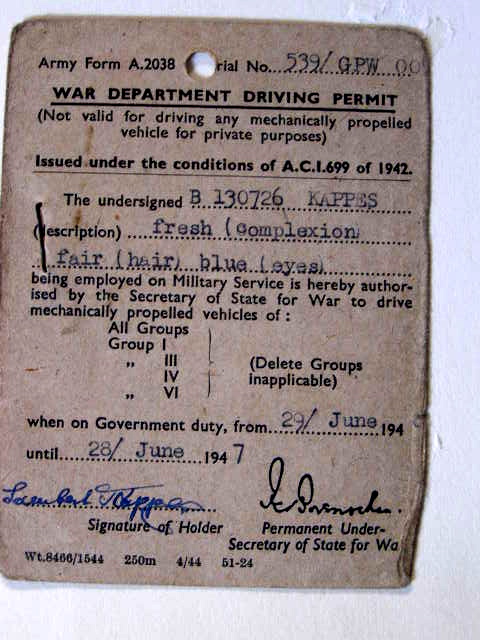 Army Form A.2038 rial No. 539/ GPW 00
WAR DEPARTMENT DRIVING PERMIT
(Not valid for driving any mechanically propelled
vehicle for private purposes)
Issued under the conditions of A.C.I.699 of 1942.
The undersigned B 130726 KAPPES
(description) fresh (complexion)
fair (hair) blue (eyes)
being employed on Military Service is hereby author-
ised by the Secretary of State for War to drive
mechanically propelled vehicles of :
All Groups
Group I
„ III (Delete Groups
IV inapplicable)
„ VI
when on Government duty, from 29/ June 194
until 28/ June 1947
Kappes
Signature of Holder Permanent Under-
Secretary of State for Wa
Wt.8466/1544 250m 4/44 51-24